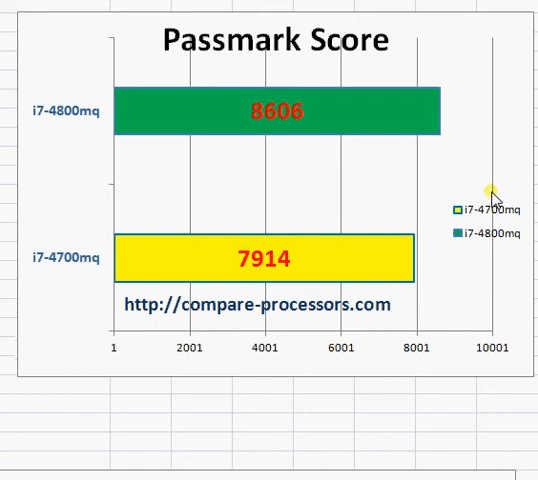 Passmark Score
i7-4800mq
8606
i7-4700mq
i7-4800mq
i7-4700mq
7914
http://compare-processors.com
1 2001 4001 6001 8001 10001